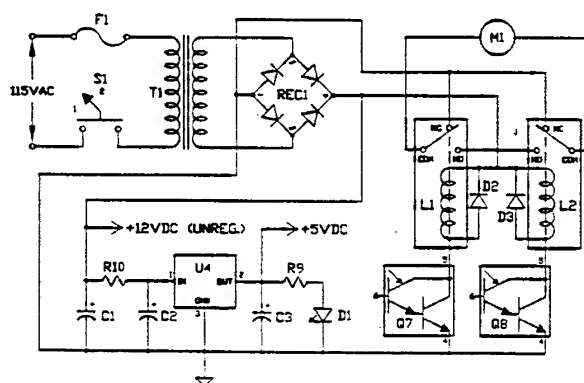 F1
M1
S1
2
1
115VAC
T1
REC1
- +
NC
NC
COM
NO
NO
COM
L1
D2
D3
L2
+12VDC (UNREG.)
+5VDC
R10
1
IN
U4
OUT
2
GND
3
R9
C1
C2
C3
D1
5
5
6
6
Q7
Q8
4
4